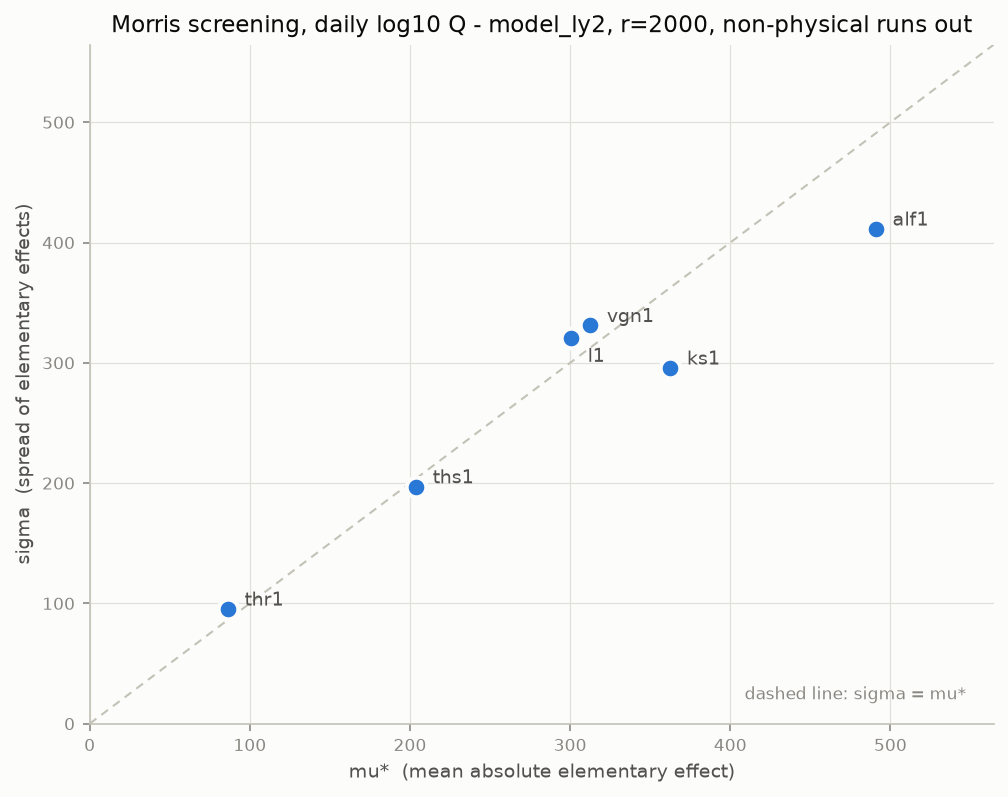 Morris screening, daily log10 Q - model_ly2, r=2000, non-physical runs out
sigma (spread of elementary effects)
500
400
300
200
100
0
alf1
vgn1
l1
ks1
ths1
thr1
dashed line: sigma = mu*
0 100 200 300 400 500
mu* (mean absolute elementary effect)